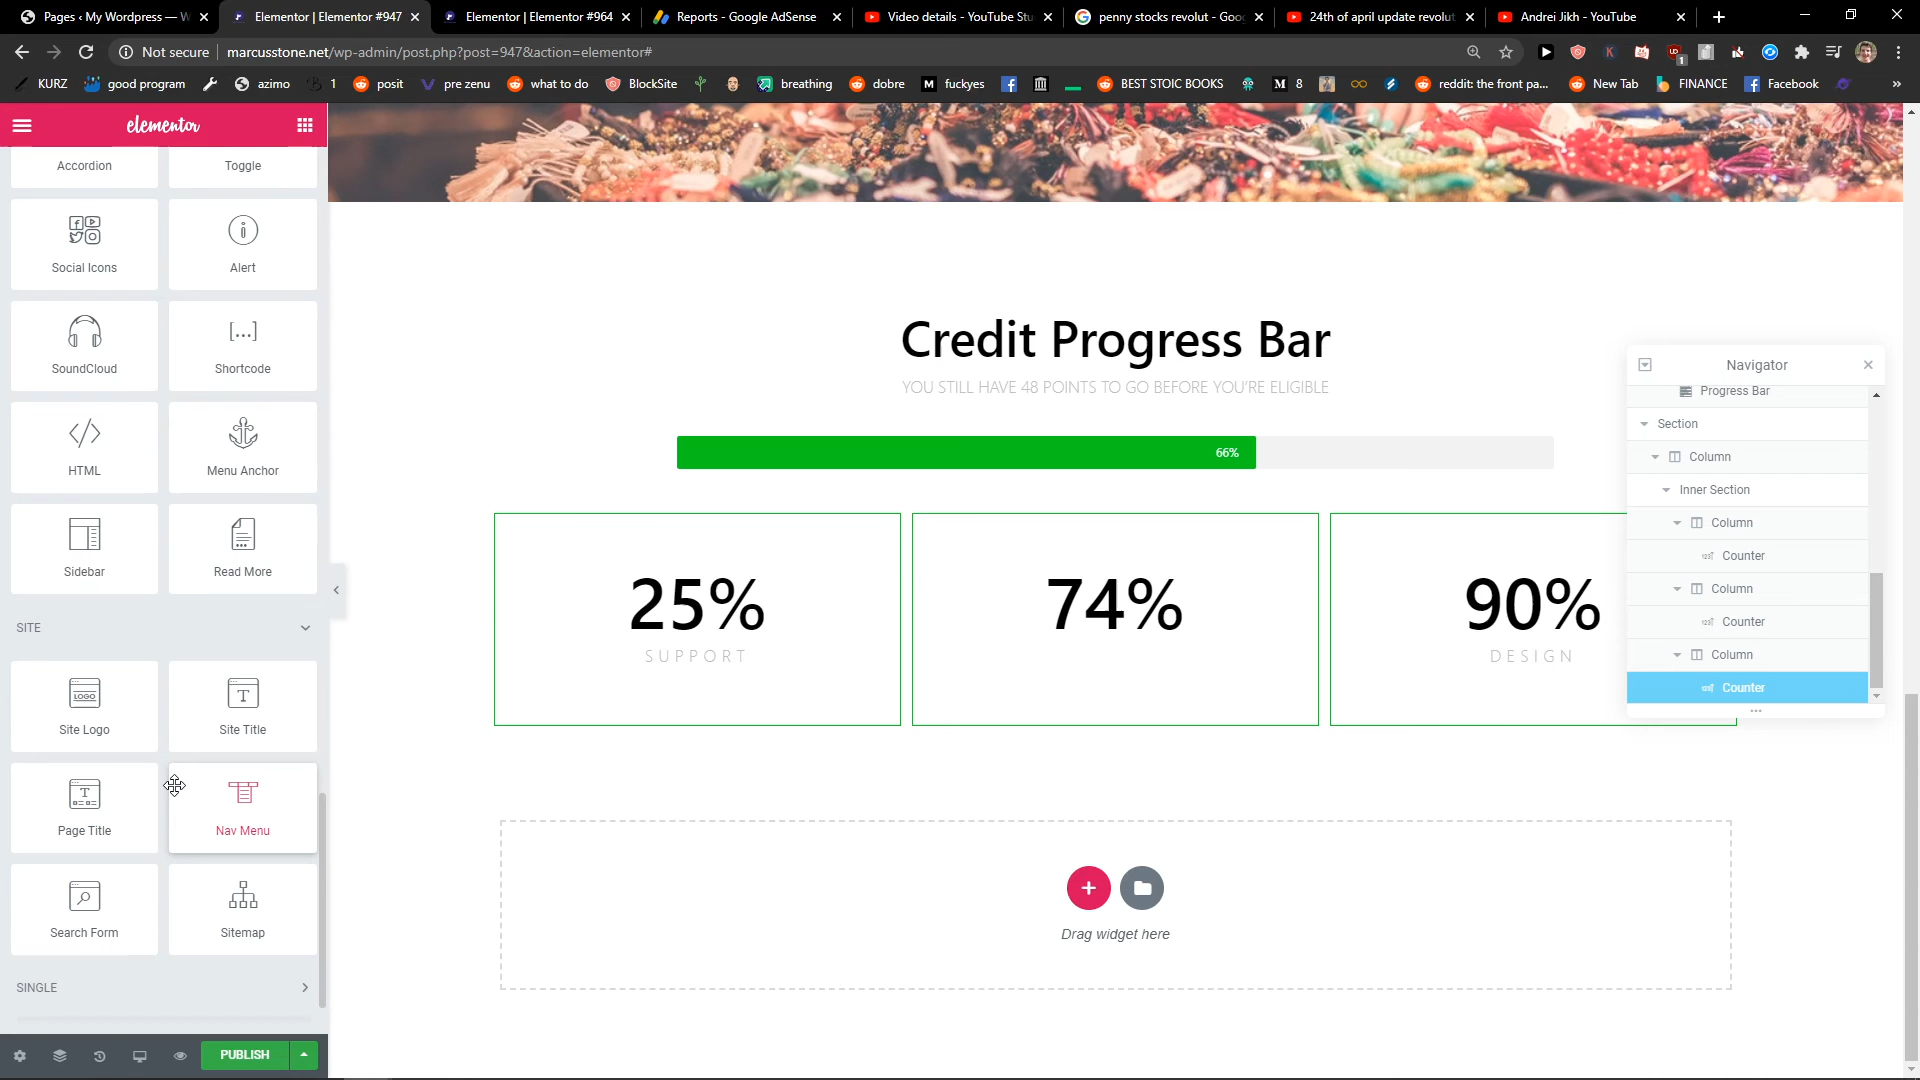 Pages ‹ My Wordpress — W
Elementor | Elementor #947
Elementor | Elementor #964
Reports - Google AdSense
Video details - YouTube Stu
penny stocks revolut - Goo
24th of april update revolut
Andrei Jikh - YouTube
Not secure
marcusstone.net/wp-admin/post.php?post=947&action=elementor#
KURZ
good program
azimo
1
posit
pre zenu
what to do
BlockSite
breathing
dobre
fuckyes
BEST STOIC BOOKS
8
reddit: the front pa...
New Tab
FINANCE
Facebook
»
elementor
Accordion
Toggle
Social Icons
Alert
SoundCloud
[...]
Shortcode
HTML
Menu Anchor
Sidebar
Read More
SITE
LOGO
Site Logo
Site Title
Page Title
Nav Menu
Search Form
Sitemap
SINGLE
PUBLISH
Credit Progress Bar
YOU STILL HAVE 48 POINTS TO GO BEFORE YOU'RE ELIGIBLE
66%
25%
SUPPORT
74%
90%
DESIGN
Drag widget here
Navigator
Progress Bar
Section
Column
Inner Section
Column
Counter
Column
Counter
Column
Counter